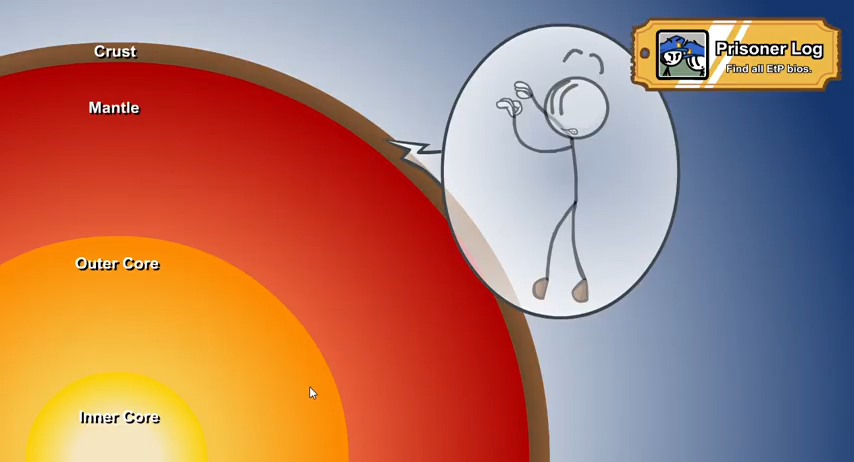 Crust
Prisoner Log
Find all EtP bios.
Mantle
Outer Core
Inner Core